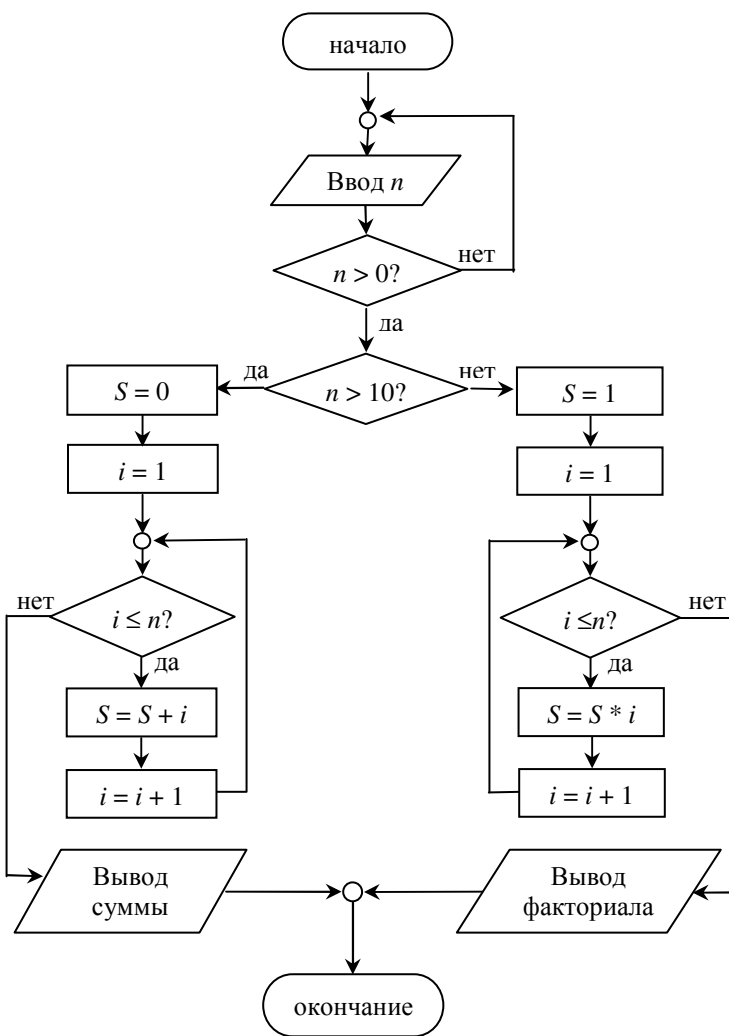 начало
Ввод n
n > 0?
нет
да
да
n > 10?
нет
S = 0
S = 1
i = 1
i = 1
нет
i ≤ n?
да
i ≤n?
нет
да
S = S + i
S = S * i
i = i + 1
i = i + 1
Вывод
суммы
Вывод
факториала
окончание